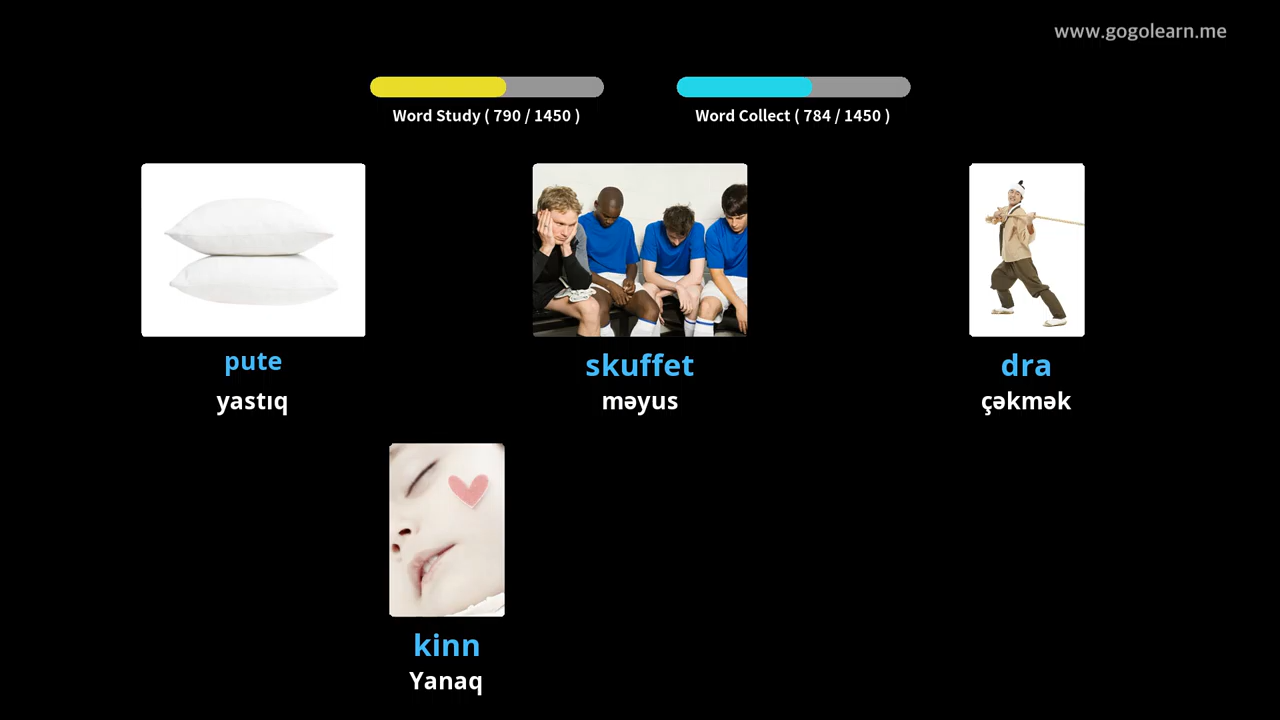 www.gogolearn.me
Word Study ( 790 / 1450 )
Word Collect ( 784 / 1450 )
pute
yastıq
skuffet
məyus
dra
çəkmək
kinn
Yanaq